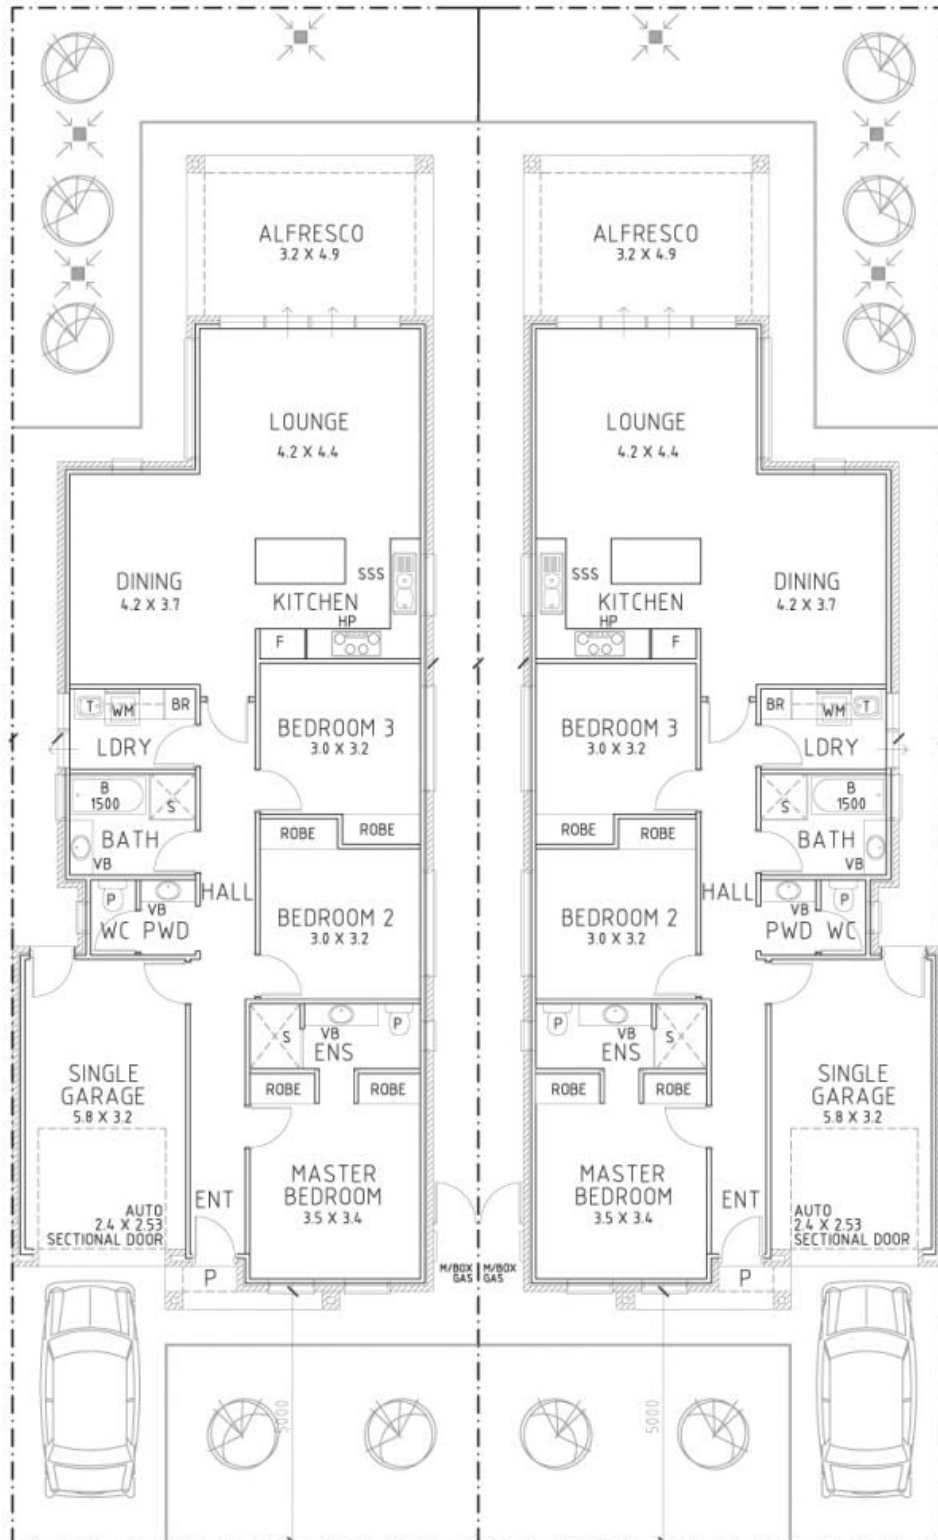 ALFRESCO
3.2 X 4.9
ALFRESCO
3.2 X 4.9
LOUNGE
4.2 X 4.4
LOUNGE
4.2 X 4.4
DINING
4.2 X 3.7
SSS
KITCHEN
HP
F
SSS
KITCHEN
HP
F
DINING
4.2 X 3.7
T
WM
BR
LDRY
BEDROOM 3
3.0 X 3.2
BEDROOM 3
3.0 X 3.2
BR
WM
T
LDRY
B
1500
S
BATH
VB
ROBE
ROBE
ROBE
ROBE
S
B
1500
BATH
VB
HALL
HALL
P
VB
WC
PWD
BEDROOM 2
3.0 X 3.2
BEDROOM 2
3.0 X 3.2
VB
P
PWD
WC
S
VB
P
ENS
P
VB
S
ENS
SINGLE
GARAGE
5.8 X 3.2
ROBE
ROBE
ROBE
ROBE
SINGLE
GARAGE
5.8 X 3.2
MASTER
BEDROOM
3.5 X 3.4
MASTER
BEDROOM
3.5 X 3.4
ENT
ENT
AUTO
2.4 X 2.53
SECTIONAL DOOR
AUTO
2.4 X 2.53
SECTIONAL DOOR
P
M/BOX
GAS
M/BOX
GAS
P
5000
5000